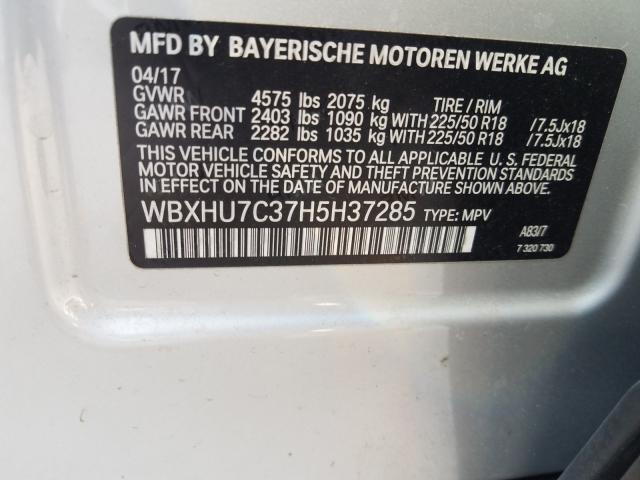 MFD BY BAYERISCHE MOTOREN WERKE AG
04/17
GVWR 4575 lbs 2075 kg TIRE / RIM
GAWR FRONT 2403 lbs 1090 kg WITH 225/50 R18 /7.5Jx18
GAWR REAR 2282 lbs 1035 kg WITH 225/50 R18 /7.5Jx18
THIS VEHICLE CONFORMS TO ALL APPLICABLE U. S. FEDERAL
MOTOR VEHICLE SAFETY AND THEFT PREVENTION STANDARDS
IN EFFECT ON THE DATE OF MANUFACTURE SHOWN ABOVE.
WBXHU7C37H5H37285 TYPE: MPV
A83/7
7 320 730